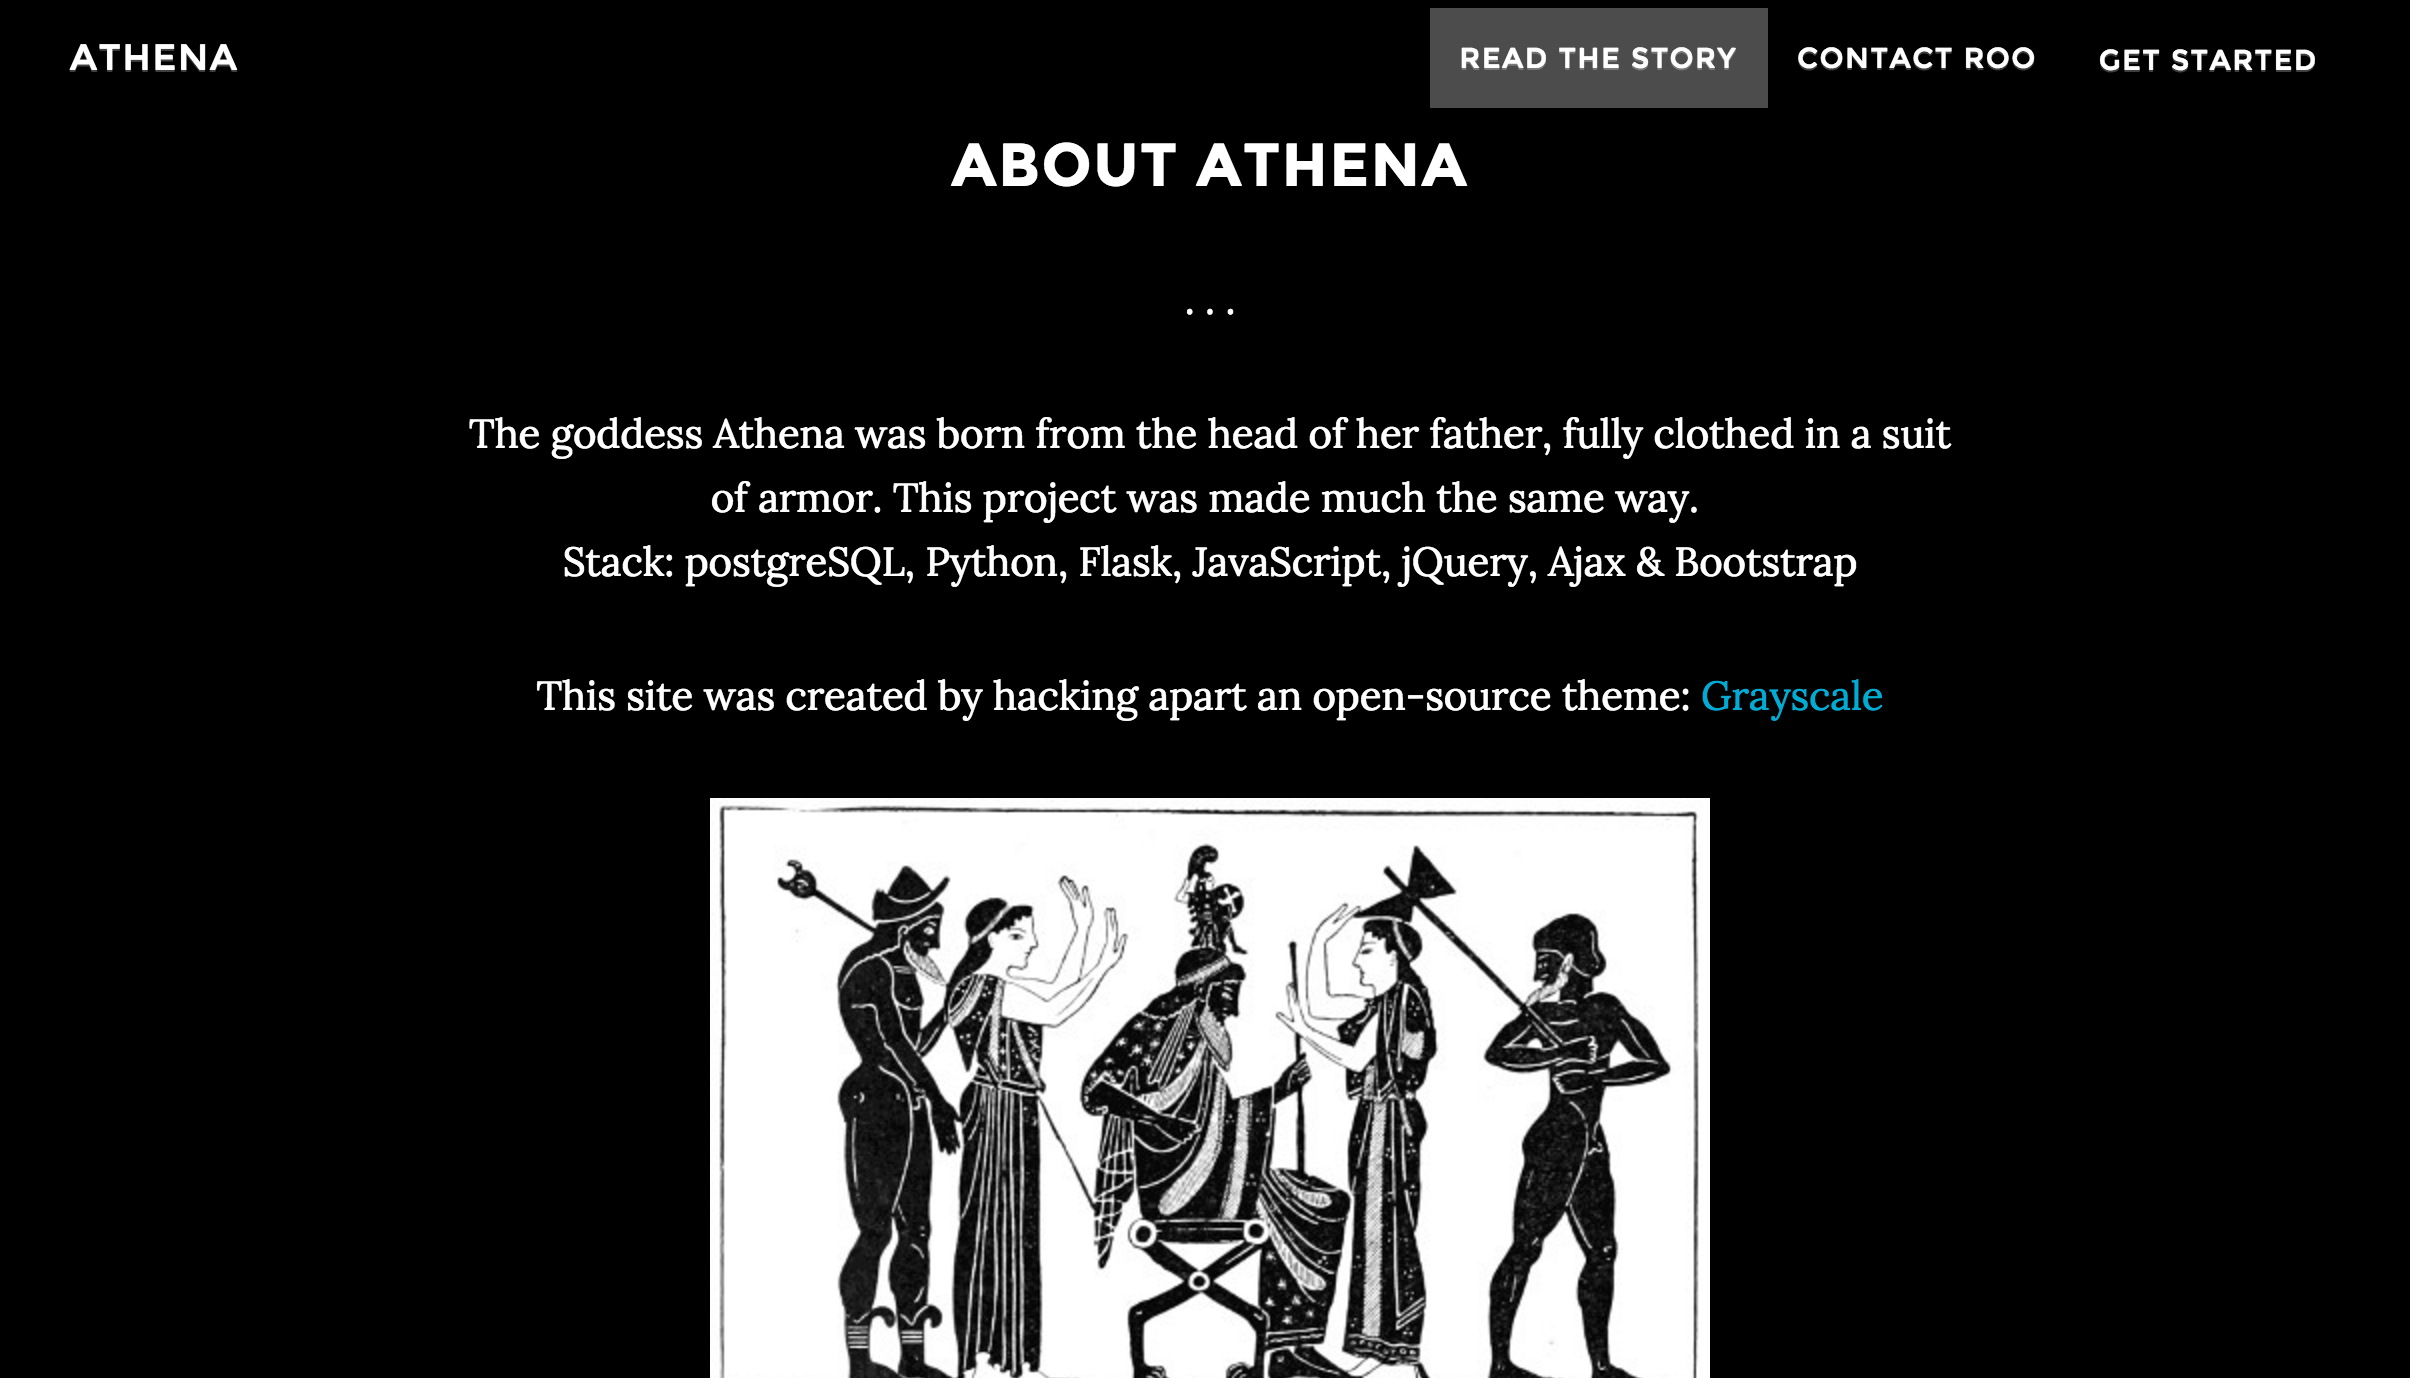 ATHENA
READ THE STORY
CONTACT ROO
GET STARTED
ABOUT ATHENA
...
The goddess Athena was born from the head of her father, fully clothed in a suit
of armor. This project was made much the same way.
Stack: postgreSQL, Python, Flask, JavaScript, jQuery, Ajax & Bootstrap
This site was created by hacking apart an open-source theme: Grayscale